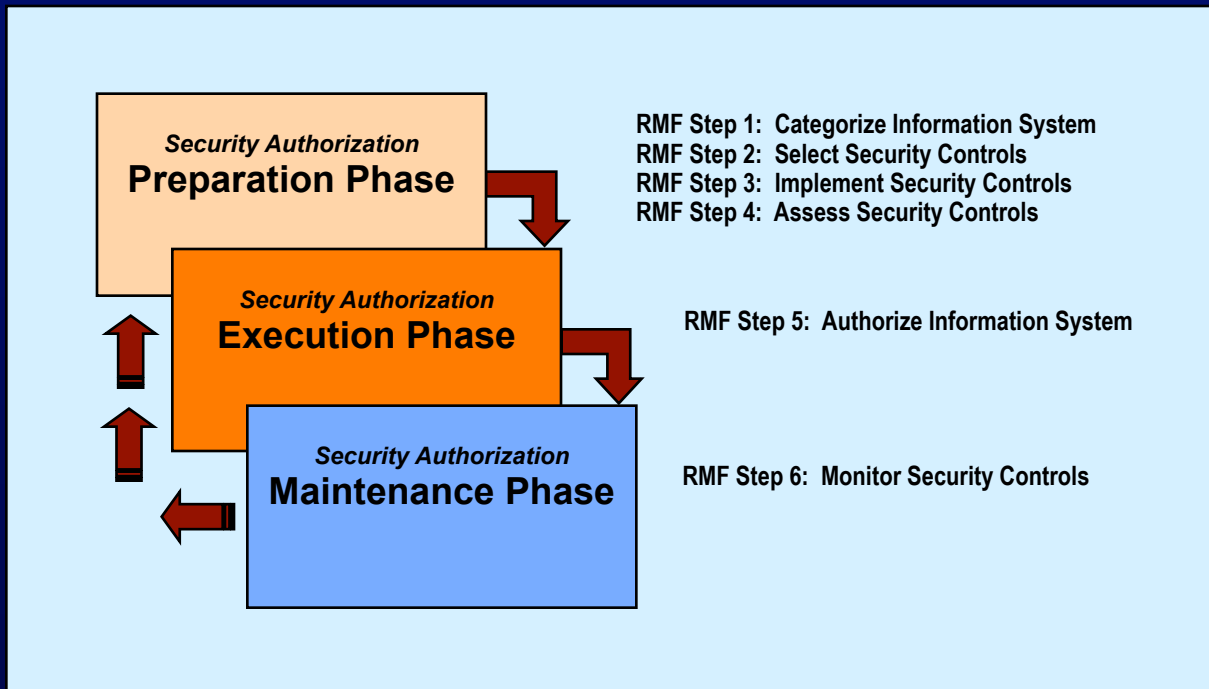 Security Authorization
Preparation Phase
RMF Step 1: Categorize Information System
RMF Step 2: Select Security Controls
RMF Step 3: Implement Security Controls
RMF Step 4: Assess Security Controls
Security Authorization
Execution Phase
RMF Step 5: Authorize Information System
Security Authorization
Maintenance Phase
RMF Step 6: Monitor Security Controls